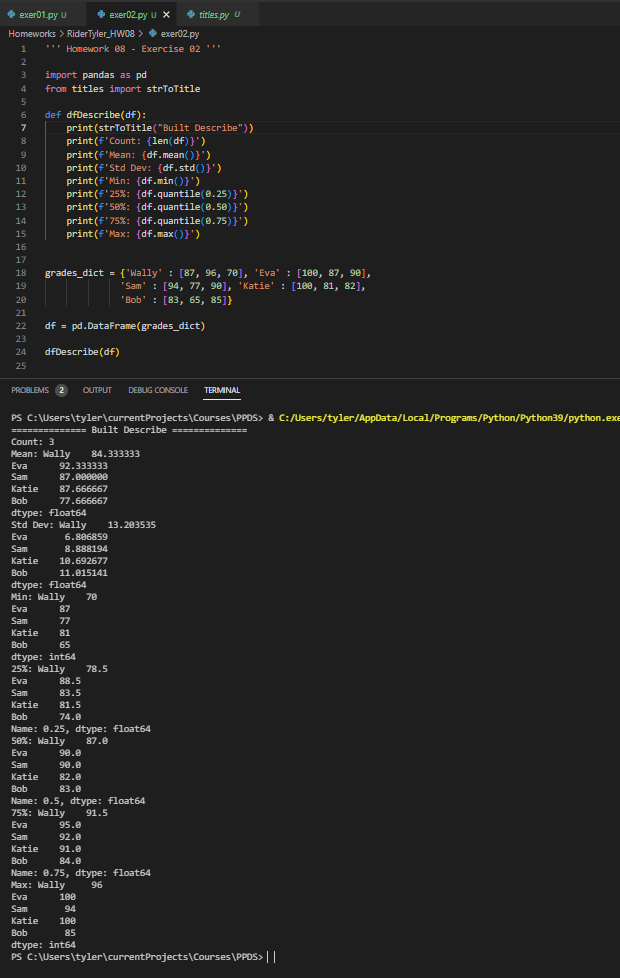 exer01.py U
exer02.py U
titles.py U
Homeworks > RiderTyler_HW08 > exer02.py
1 ''' Homework 08 - Exercise 02 '''
2
3 import pandas as pd
4 from titles import strToTitle
5
6 def dfDescribe(df):
7     print(strToTitle("Built Describe"))
8     print(f'Count: {len(df)}')
9     print(f'Mean: {df.mean()}')
10     print(f'Std Dev: {df.std()}')
11     print(f'Min: {df.min()}')
12     print(f'25%: {df.quantile(0.25)}')
13     print(f'50%: {df.quantile(0.50)}')
14     print(f'75%: {df.quantile(0.75)}')
15     print(f'Max: {df.max()}')
16
17
18 grades_dict = {'Wally' : [87, 96, 70], 'Eva' : [100, 87, 90],
19               'Sam' : [94, 77, 90], 'Katie' : [100, 81, 82],
20               'Bob' : [83, 65, 85]}
21
22 df = pd.DataFrame(grades_dict)
23
24 dfDescribe(df)
25
PROBLEMS 2 OUTPUT DEBUG CONSOLE TERMINAL
PS C:\Users\tyler\currentProjects\Courses\PPDS> & C:/Users/tyler/AppData/Local/Programs/Python/Python39/python.exe
============== Built Describe ==============
Count: 3
Mean: Wally    84.333333
Eva      92.333333
Sam      87.000000
Katie    87.666667
Bob      77.666667
dtype: float64
Std Dev: Wally    13.203535
Eva       6.806859
Sam       8.888194
Katie    10.692677
Bob      11.015141
dtype: float64
Min: Wally    70
Eva      87
Sam      77
Katie    81
Bob      65
dtype: int64
25%: Wally    78.5
Eva      88.5
Sam      83.5
Katie    81.5
Bob      74.0
Name: 0.25, dtype: float64
50%: Wally    87.0
Eva      90.0
Sam      90.0
Katie    82.0
Bob      83.0
Name: 0.5, dtype: float64
75%: Wally    91.5
Eva      95.0
Sam      92.0
Katie    91.0
Bob      84.0
Name: 0.75, dtype: float64
Max: Wally     96
Eva      100
Sam       94
Katie    100
Bob       85
dtype: int64
PS C:\Users\tyler\currentProjects\Courses\PPDS>